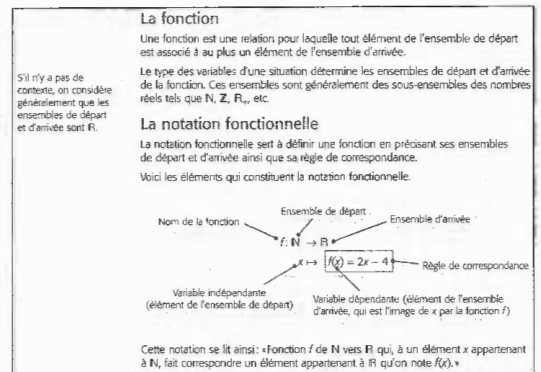 La fonction
Une fonction est une relation pour laquelle tout élément de l'ensemble de départ
est associé à au plus un élément de l'ensemble d'arrivée.
S'il n'y a pas de
contexte, on considère
généralement que les
ensembles de départ
et d'arrivée sont R.
Le type des variables d'une situation détermine les ensembles de départ et d'arrivée
de la fonction. Ces ensembles sont généralement des sous-ensembles des nombres
réels tels que ℕ, ℤ, ℝ₊, etc.
La notation fonctionnelle
La notation fonctionnelle sert à définir une fonction en précisant ses ensembles
de départ et d'arrivée ainsi que sa règle de correspondance.
Voici les éléments qui constituent la notation fonctionnelle.
Nom de la fonction
Ensemble de départ
Ensemble d'arrivée
f: ℕ → ℝ
x ↦ f(x) = 2x – 4
Règle de correspondance
Variable indépendante
(élément de l'ensemble de départ)
Variable dépendante (élément de l'ensemble
d'arrivée, qui est l'image de x par la fonction f)
Cette notation se lit ainsi: «Fonction f de ℕ vers ℝ qui, à un élément x appartenant
à ℕ, fait correspondre un élément appartenant à ℝ qu'on note f(x).»